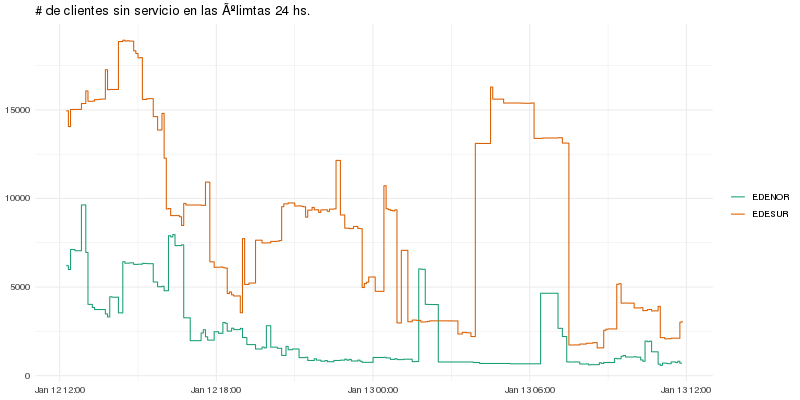 # de clientes sin servicio en las Ãºlimtas 24 hs.
15000
10000
5000
0
Jan 12 12:00
Jan 12 18:00
Jan 13 00:00
Jan 13 06:00
Jan 13 12:00
EDENOR
EDESUR